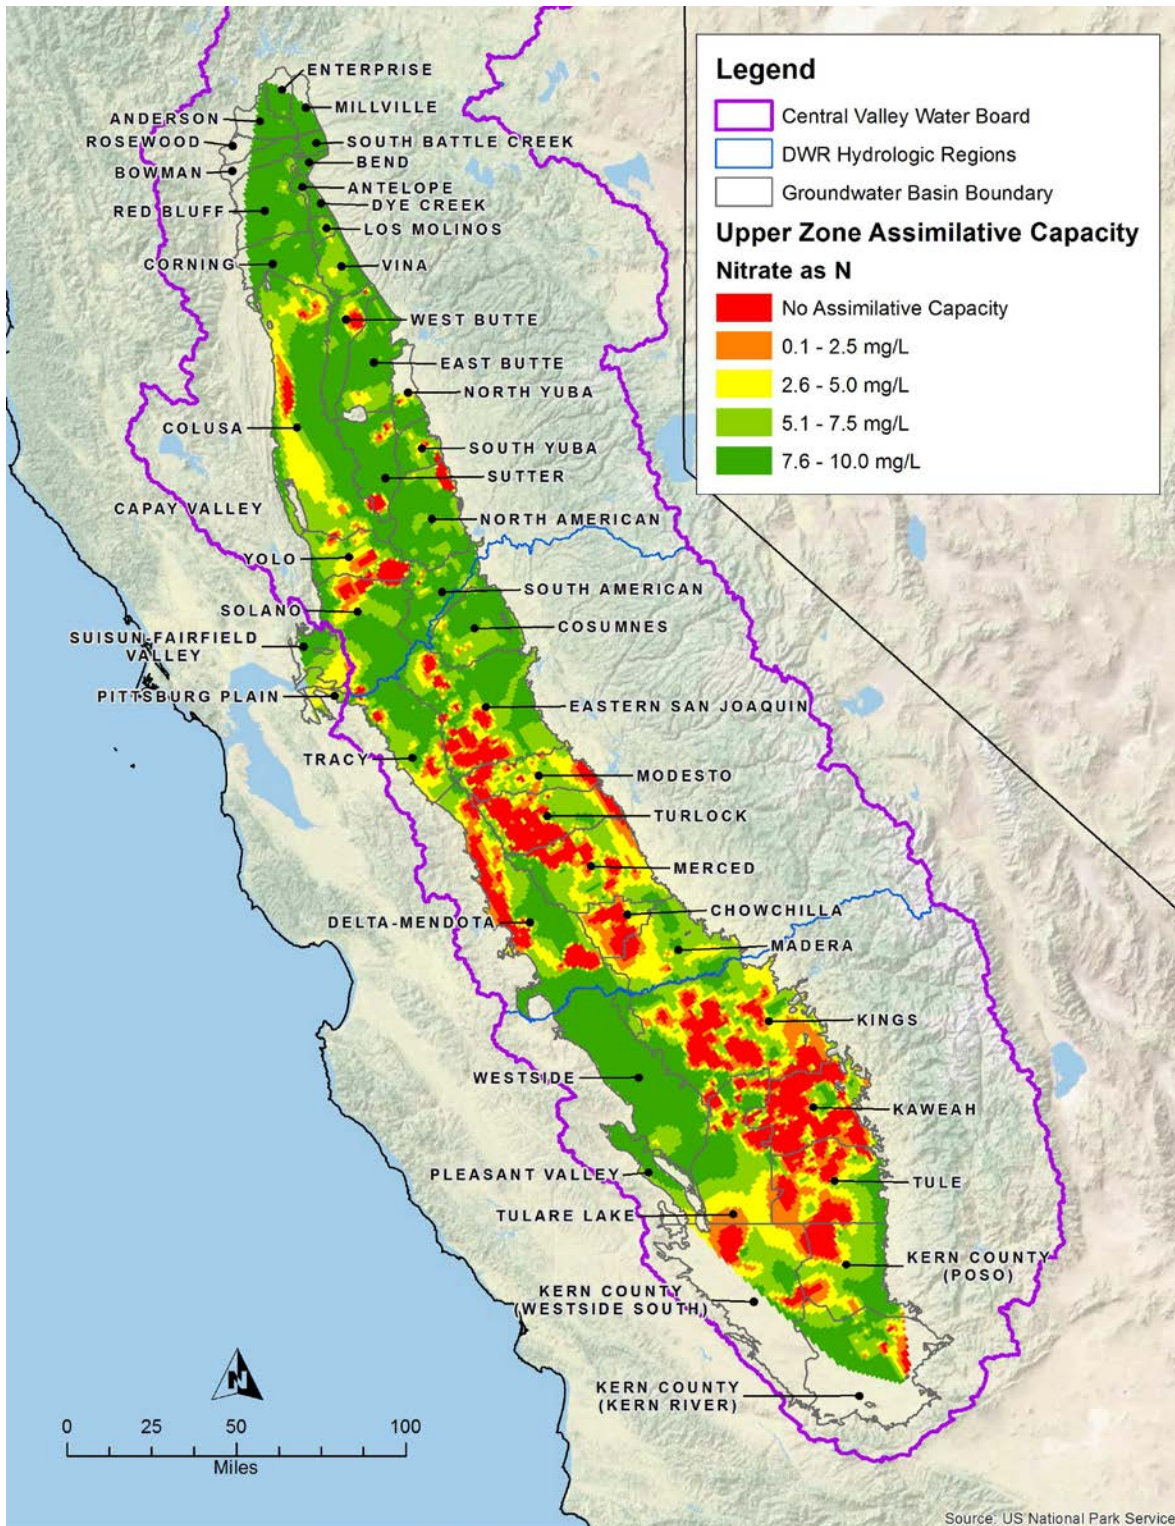 Legend
Central Valley Water Board
DWR Hydrologic Regions
Groundwater Basin Boundary
Upper Zone Assimilative Capacity
Nitrate as N
No Assimilative Capacity
0.1 - 2.5 mg/L
2.6 - 5.0 mg/L
5.1 - 7.5 mg/L
7.6 - 10.0 mg/L
ENTERPRISE
MILLVILLE
ANDERSON
ROSEWOOD
SOUTH BATTLE CREEK
BEND
BOWMAN
ANTELOPE
DYE CREEK
RED BLUFF
LOS MOLINOS
CORNING
VINA
WEST BUTTE
EAST BUTTE
NORTH YUBA
COLUSA
SOUTH YUBA
SUTTER
CAPAY VALLEY
NORTH AMERICAN
YOLO
SOUTH AMERICAN
SOLANO
COSUMNES
SUISUN-FAIRFIELD
VALLEY
PITTSBURG PLAIN
EASTERN SAN JOAQUIN
TRACY
MODESTO
TURLOCK
MERCED
CHOWCHILLA
DELTA-MENDOTA
MADERA
KINGS
WESTSIDE
KAWEAH
PLEASANT VALLEY
TULE
TULARE LAKE
KERN COUNTY
(POSO)
KERN COUNTY
(WESTSIDE SOUTH)
KERN COUNTY
(KERN RIVER)
N
0 25 50 100
Miles
Source: US National Park Service